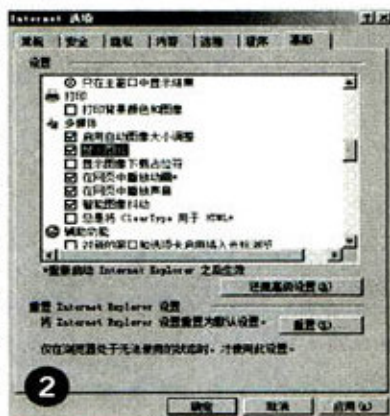 Internet 选项
常规 安全 隐私 内容 连接 程序 高级
设置
只在主窗口中显示结果
打印
打印背景颜色和图像
多媒体
启用自动图像大小调整
显示图像下载占位符
在网页中播放动画*
在网页中播放声音
智能图像抖动
总是将 ClearType 用于 HTML*
辅助功能
*重新启动 Internet Explorer 之后生效
还原高级设置(R)
重置 Internet Explorer 设置
将 Internet Explorer 设置重置为默认设置。 重置(S)...
仅在浏览器处于无法使用的状态时，才使用此设置。
2
确定 取消 应用(A)